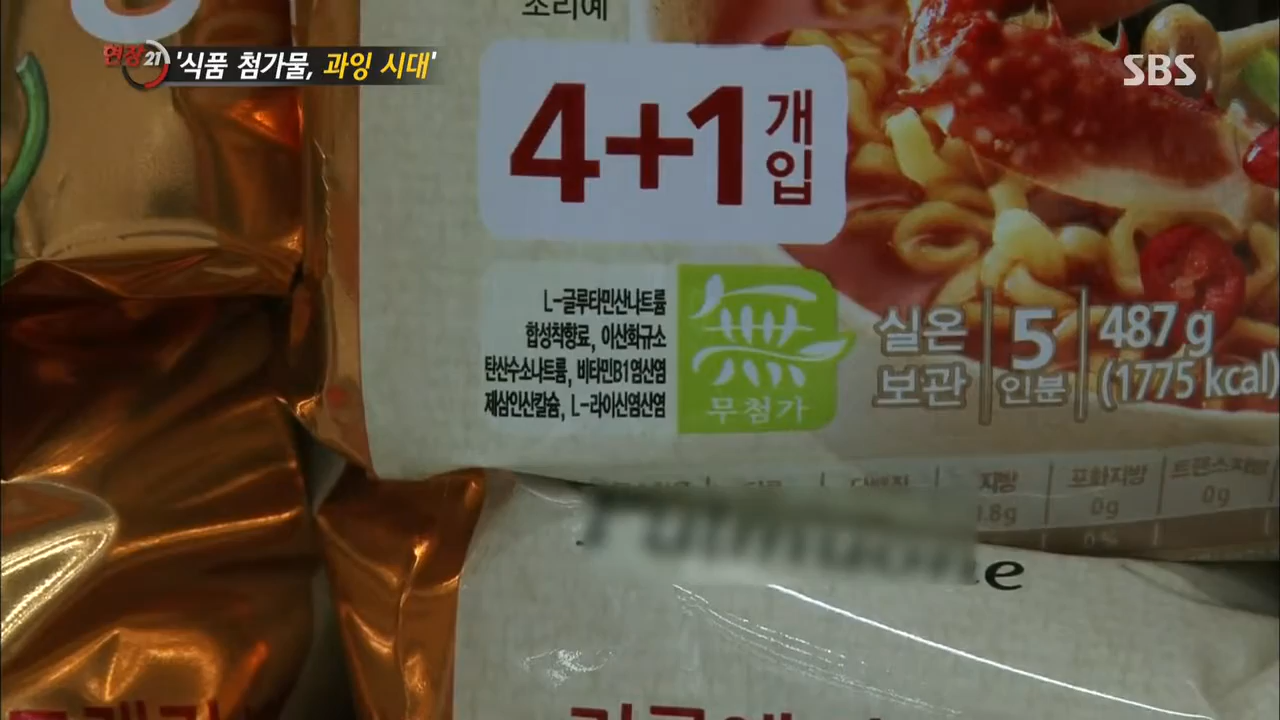 조리예
현장21 '식품 첨가물, 과잉 시대'
SBS
4+1 개입
L-글루타민산나트륨
합성착향료, 이산화규소
탄산수소나트륨, 비타민B1염산염
제삼인산칼슘, L-라이신염산염
無
무첨가
실온 보관
5 인분
487 g
(1775 kcal)
지방
1.8g
포화지방
0g
트랜스지방
0g